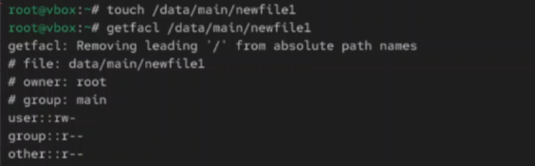 root@vbox:~# touch /data/main/newfile1
root@vbox:~# getfacl /data/main/newfile1
getfacl: Removing leading '/' from absolute path names
# file: data/main/newfile1
# owner: root
# group: main
user::rw-
group::r--
other::r--